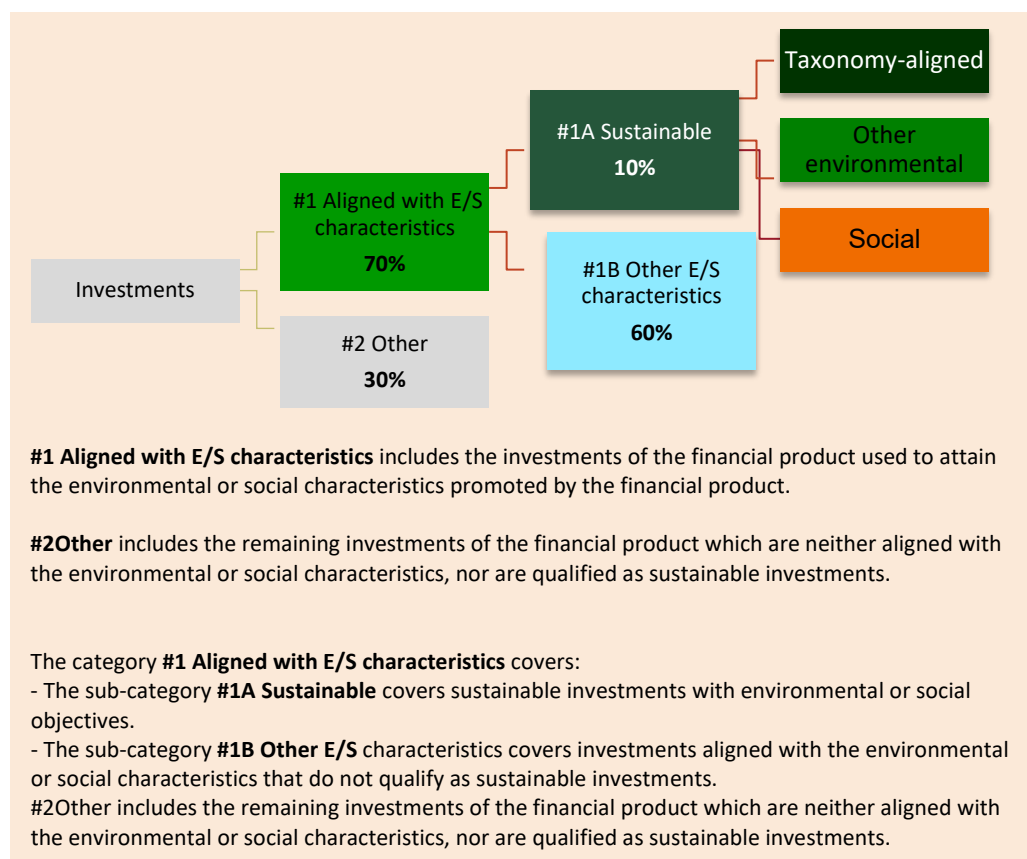 Taxonomy-aligned
#1A Sustainable
10%
Other
environmental
#1 Aligned with E/S
characteristics
70%
Social
#1B Other E/S
characteristics
60%
Investments
#2 Other
30%
#1 Aligned with E/S characteristics includes the investments of the financial product used to attain
the environmental or social characteristics promoted by the financial product.
#2Other includes the remaining investments of the financial product which are neither aligned with
the environmental or social characteristics, nor are qualified as sustainable investments.
The category #1 Aligned with E/S characteristics covers:
- The sub-category #1A Sustainable covers sustainable investments with environmental or social
objectives.
- The sub-category #1B Other E/S characteristics covers investments aligned with the environmental
or social characteristics that do not qualify as sustainable investments.
#2Other includes the remaining investments of the financial product which are neither aligned with
the environmental or social characteristics, nor are qualified as sustainable investments.